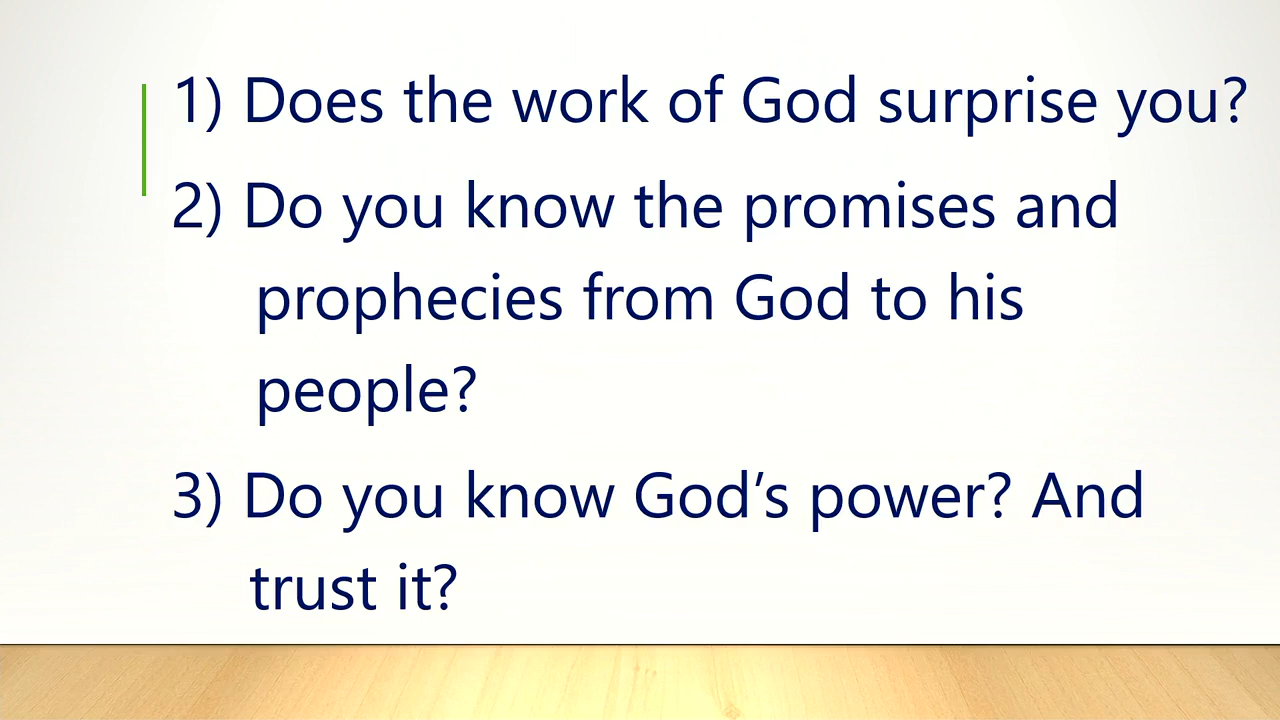 1) Does the work of God surprise you?
2) Do you know the promises and
prophecies from God to his
people?
3) Do you know God’s power? And
trust it?